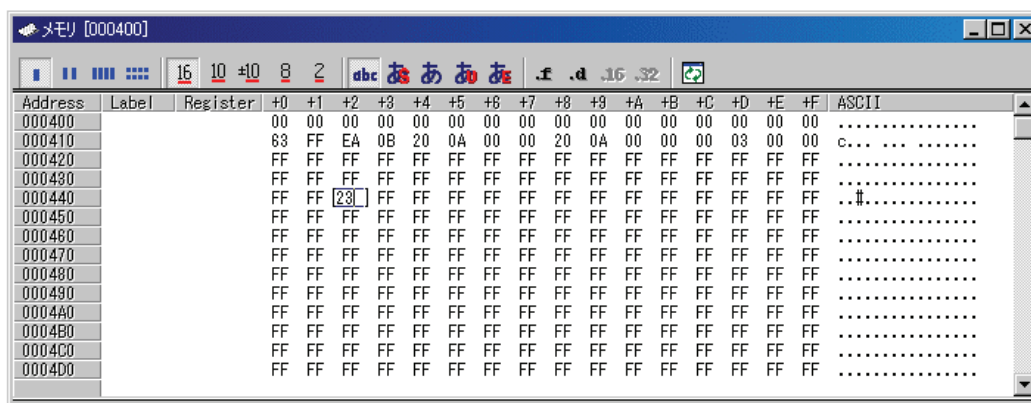 メモリ [000400]
16 10 ±10 8 2 abc あS あ あU あE .f .d .16 .32
Address Label Register +0 +1 +2 +3 +4 +5 +6 +7 +8 +9 +A +B +C +D +E +F ASCII
000400 00 00 00 00 00 00 00 00 00 00 00 00 00 00 00 00 ................
000410 63 FF EA 0B 20 0A 00 00 20 0A 00 00 00 03 00 00 c... ... .......
000420 FF FF FF FF FF FF FF FF FF FF FF FF FF FF FF FF ................
000430 FF FF FF FF FF FF FF FF FF FF FF FF FF FF FF FF ................
000440 FF FF 23 FF FF FF FF FF FF FF FF FF FF FF FF FF ..#.............
000450 FF FF FF FF FF FF FF FF FF FF FF FF FF FF FF FF ................
000460 FF FF FF FF FF FF FF FF FF FF FF FF FF FF FF FF ................
000470 FF FF FF FF FF FF FF FF FF FF FF FF FF FF FF FF ................
000480 FF FF FF FF FF FF FF FF FF FF FF FF FF FF FF FF ................
000490 FF FF FF FF FF FF FF FF FF FF FF FF FF FF FF FF ................
0004A0 FF FF FF FF FF FF FF FF FF FF FF FF FF FF FF FF ................
0004B0 FF FF FF FF FF FF FF FF FF FF FF FF FF FF FF FF ................
0004C0 FF FF FF FF FF FF FF FF FF FF FF FF FF FF FF FF ................
0004D0 FF FF FF FF FF FF FF FF FF FF FF FF FF FF FF FF ................